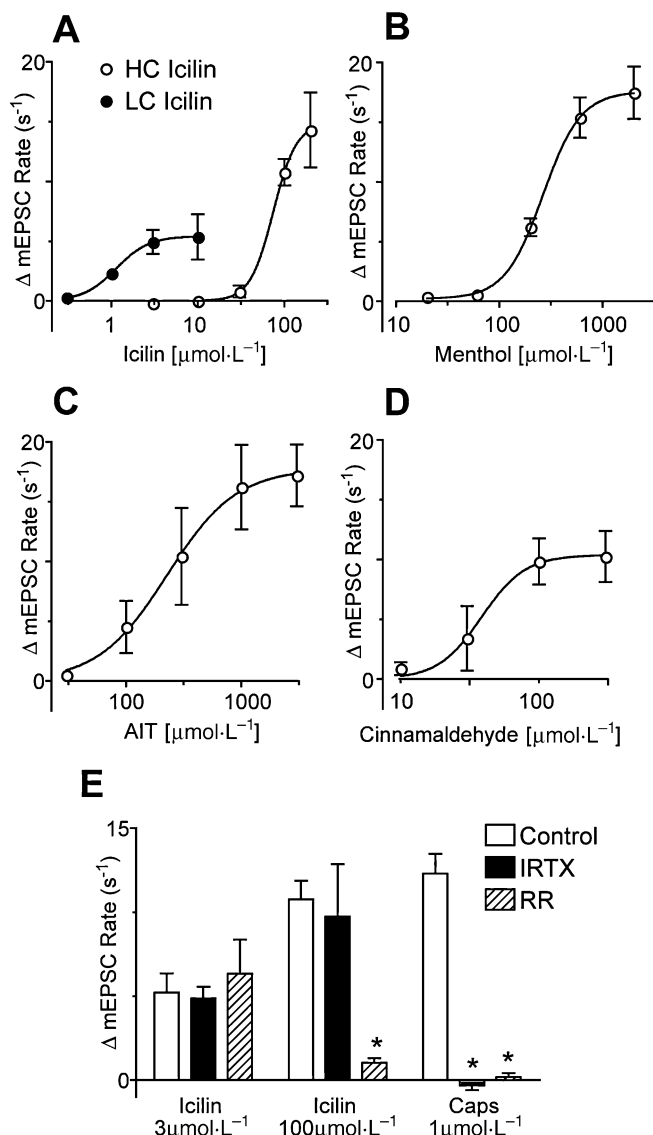 A
20
HC Icilin
LC Icilin
Δ mEPSC Rate (s⁻¹)
0
1
10
100
Icilin [μmol·L⁻¹]
B
20
Δ mEPSC Rate (s⁻¹)
0
10
100
1000
Menthol [μmol·L⁻¹]
C
20
Δ mEPSC Rate (s⁻¹)
0
100
1000
AIT [μmol·L⁻¹]
D
20
Δ mEPSC Rate (s⁻¹)
0
10
100
Cinnamaldehyde [μmol·L⁻¹]
E
15
Control
IRTX
RR
Δ mEPSC Rate (s⁻¹)
* * *
0
Icilin
3μmol·L⁻¹
Icilin
100μmol·L⁻¹
Caps
1μmol·L⁻¹